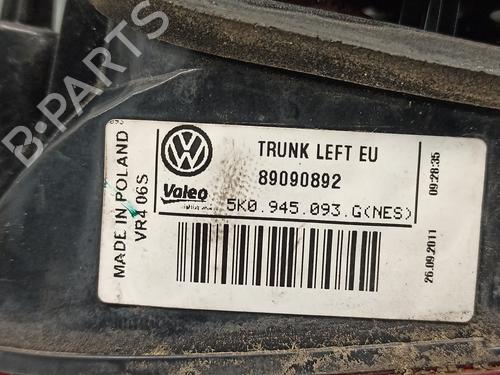 TRUNK LEFT EU
89090892
Valeo
5K0.945.093.G(NES)
MADE IN POLAND
VR4 06S
09:28:35
26.09.2011
B-PARTS